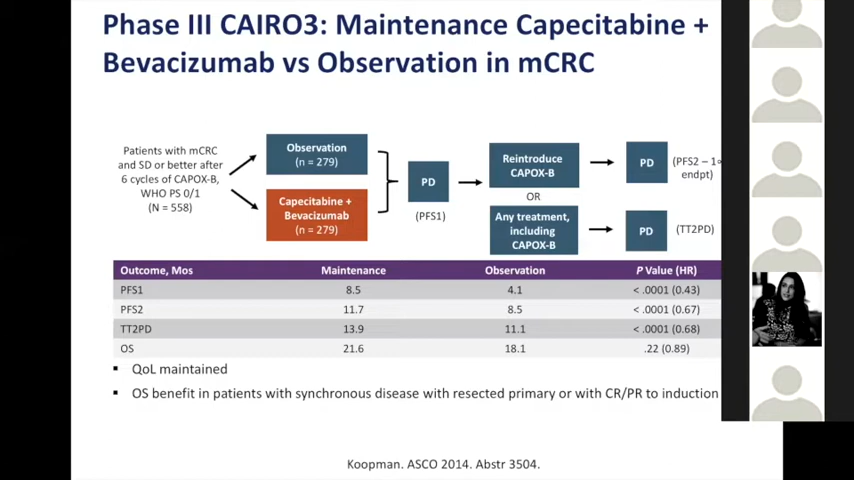 Phase III CAIRO3: Maintenance Capecitabine +
Bevacizumab vs Observation in mCRC
Patients with mCRC
and SD or better after
6 cycles of CAPOX-B,
WHO PS 0/1
(N = 558)
Observation
(n = 279)
Capecitabine +
Bevacizumab
(n = 279)
PD
(PFS1)
Reintroduce
CAPOX-B
OR
Any treatment,
including
CAPOX-B
PD
(PFS2 – 1º
endpt)
PD
(TT2PD)
Outcome, Mos Maintenance Observation P Value (HR)
PFS1 8.5 4.1 < .0001 (0.43)
PFS2 11.7 8.5 < .0001 (0.67)
TT2PD 13.9 11.1 < .0001 (0.68)
OS 21.6 18.1 .22 (0.89)
▪ QoL maintained
▪ OS benefit in patients with synchronous disease with resected primary or with CR/PR to induction
Koopman. ASCO 2014. Abstr 3504.